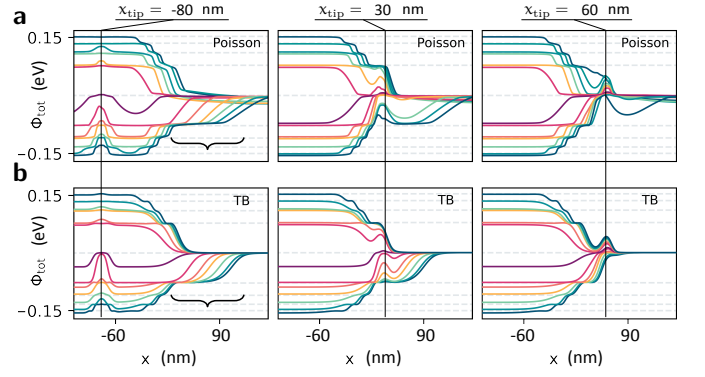 x_tip = -80 nm
x_tip = 30 nm
x_tip = 60 nm
a
0.15
-0.15
Φ_tot (eV)
Poisson
Poisson
Poisson
b
0.15
-0.15
Φ_tot (eV)
TB
TB
TB
-60 90
-60 90
-60 90
x (nm)
x (nm)
x (nm)